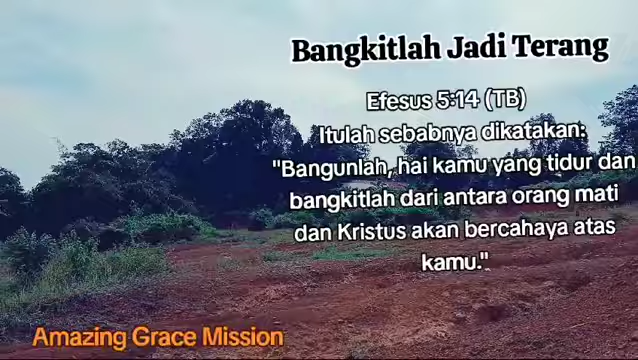 Bangkitlah Jadi Terang
Efesus 5:14 (TB)
Itulah sebabnya dikatakan:
"Bangunlah, hai kamu yang tidur dan
bangkitlah dari antara orang mati
dan Kristus akan bercahaya atas
kamu."
Amazing Grace Mission